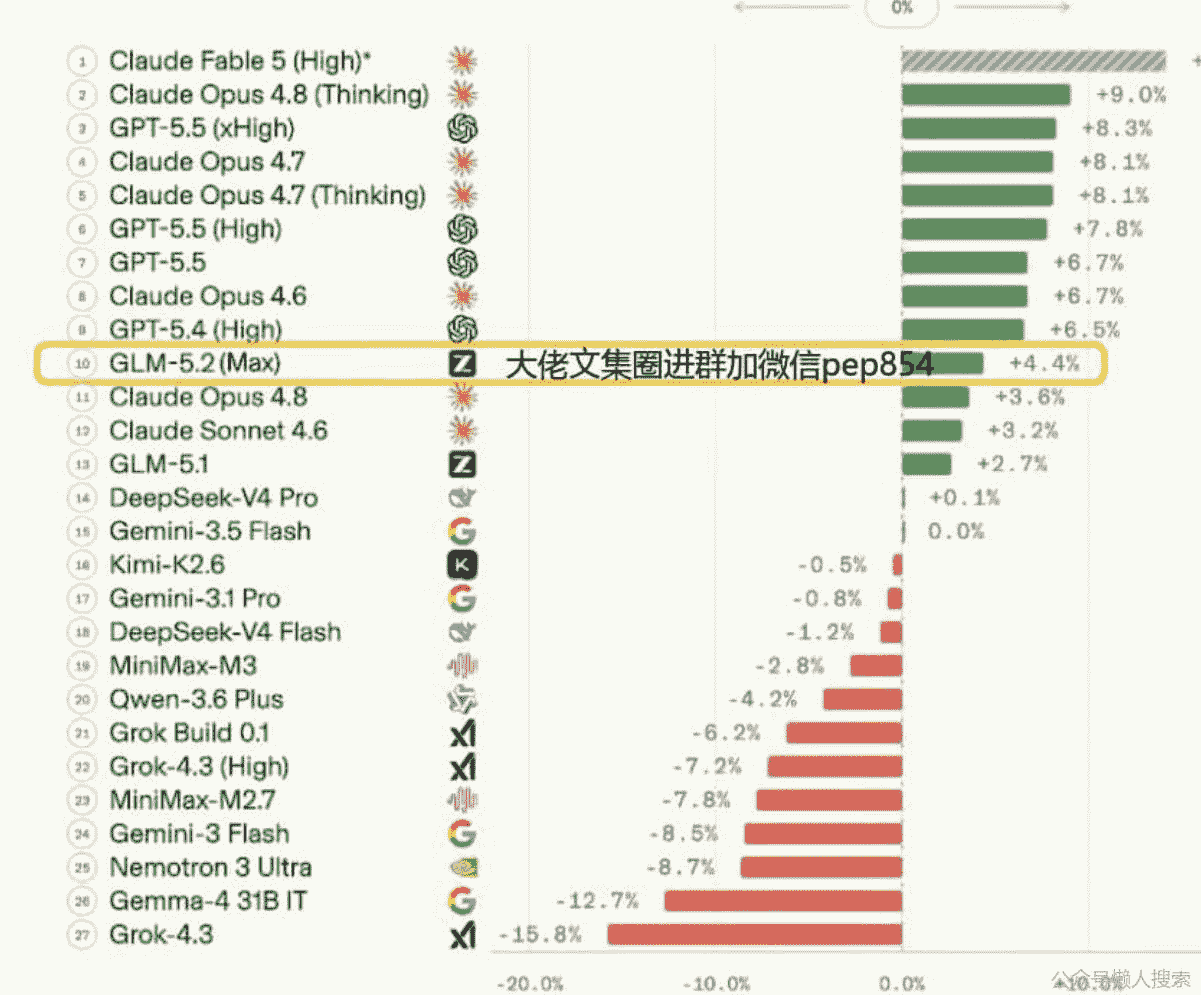 0%
1 Claude Fable 5 (High)*
2 Claude Opus 4.8 (Thinking) +9.0%
3 GPT-5.5 (xHigh) +8.3%
4 Claude Opus 4.7 +8.1%
5 Claude Opus 4.7 (Thinking) +8.1%
6 GPT-5.5 (High) +7.8%
7 GPT-5.5 +6.7%
8 Claude Opus 4.6 +6.7%
9 GPT-5.4 (High) +6.5%
10 GLM-5.2 (Max) 大佬文集圈进群加微信pep854 +4.4%
11 Claude Opus 4.8 +3.6%
12 Claude Sonnet 4.6 +3.2%
13 GLM-5.1 +2.7%
14 DeepSeek-V4 Pro +0.1%
15 Gemini-3.5 Flash 0.0%
16 Kimi-K2.6 -0.5%
17 Gemini-3.1 Pro -0.8%
18 DeepSeek-V4 Flash -1.2%
19 MiniMax-M3 -2.8%
20 Qwen-3.6 Plus -4.2%
21 Grok Build 0.1 -6.2%
22 Grok-4.3 (High) -7.2%
23 MiniMax-M2.7 -7.8%
24 Gemini-3 Flash -8.5%
25 Nemotron 3 Ultra -8.7%
26 Gemma-4 31B IT -12.7%
27 Grok-4.3 -15.8%
-20.0% -10.0% 0.0% +10.0%
公众号懒人搜索